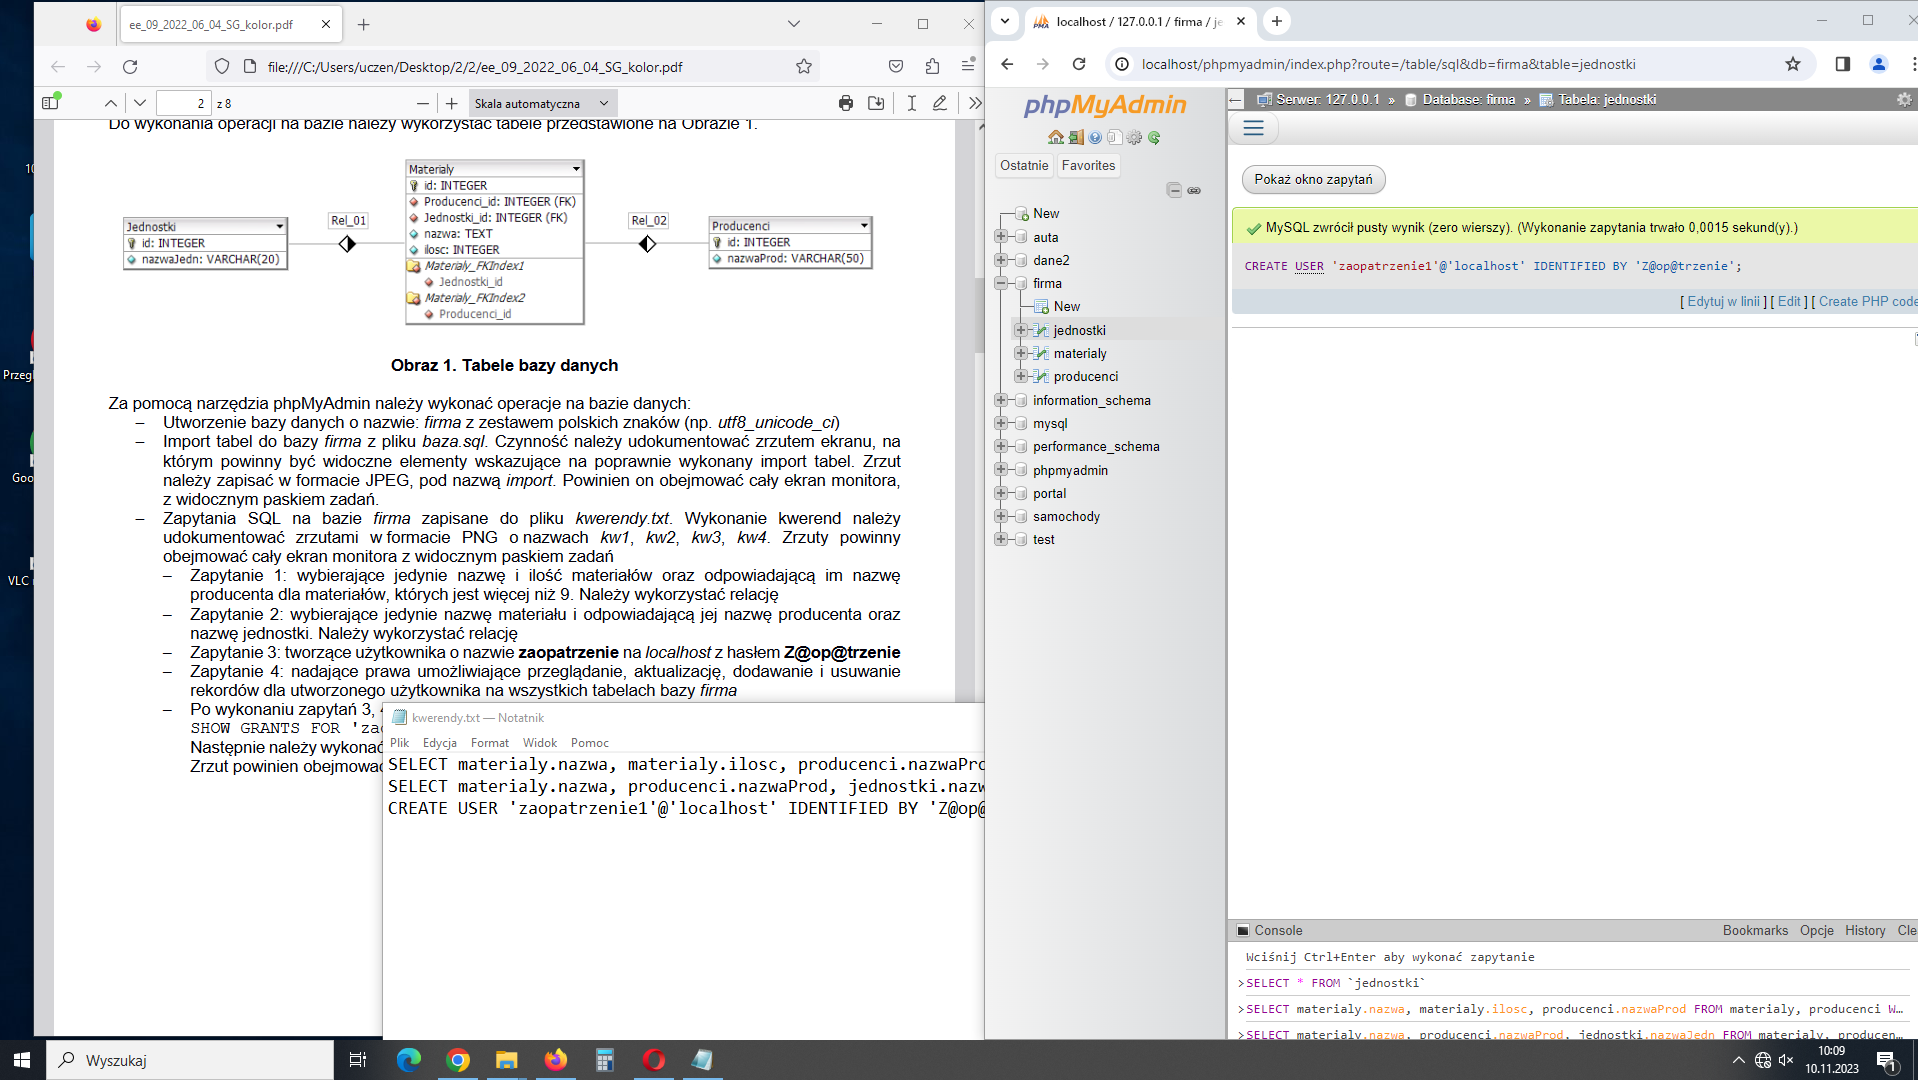 ee_09_2022_06_04_SG_kolor.pdf
file:///C:/Users/uczen/Desktop/2/2/ee_09_2022_06_04_SG_kolor.pdf
2 z 8
Skala automatyczna
Do wykonania operacji na bazie należy wykorzystać tabele przedstawione na Obrazie 1.
Materialy
id: INTEGER
Producenci_id: INTEGER (FK)
Jednostki_id: INTEGER (FK)
nazwa: TEXT
ilosc: INTEGER
Materialy_FKIndex1
Jednostki_id
Materialy_FKIndex2
Producenci_id
Jednostki
id: INTEGER
nazwaJedn: VARCHAR(20)
Rel_01
Rel_02
Producenci
id: INTEGER
nazwaProd: VARCHAR(50)
Obraz 1. Tabele bazy danych
Za pomocą narzędzia phpMyAdmin należy wykonać operacje na bazie danych:
– Utworzenie bazy danych o nazwie: firma z zestawem polskich znaków (np. utf8_unicode_ci)
– Import tabel do bazy firma z pliku baza.sql. Czynność należy udokumentować zrzutem ekranu, na
którym powinny być widoczne elementy wskazujące na poprawnie wykonany import tabel. Zrzut
należy zapisać w formacie JPEG, pod nazwą import. Powinien on obejmować cały ekran monitora,
z widocznym paskiem zadań.
– Zapytania SQL na bazie firma zapisane do pliku kwerendy.txt. Wykonanie kwerend należy
udokumentować zrzutami w formacie PNG o nazwach kw1, kw2, kw3, kw4. Zrzuty powinny
obejmować cały ekran monitora z widocznym paskiem zadań
– Zapytanie 1: wybierające jedynie nazwę i ilość materiałów oraz odpowiadającą im nazwę
producenta dla materiałów, których jest więcej niż 9. Należy wykorzystać relację
– Zapytanie 2: wybierające jedynie nazwę materiału i odpowiadającą jej nazwę producenta oraz
nazwę jednostki. Należy wykorzystać relację
– Zapytanie 3: tworzące użytkownika o nazwie zaopatrzenie na localhost z hasłem Z@op@trzenie
– Zapytanie 4: nadające prawa umożliwiające przeglądanie, aktualizację, dodawanie i usuwanie
rekordów dla utworzonego użytkownika na wszystkich tabelach bazy firma
– Po wykonaniu zapytań 3,
SHOW GRANTS FOR 'zao
Następnie należy wykonać
Zrzut powinien obejmować
kwerendy.txt — Notatnik
Plik Edycja Format Widok Pomoc
SELECT materialy.nazwa, materialy.ilosc, producenci.nazwaPro
SELECT materialy.nazwa, producenci.nazwaProd, jednostki.nazw
CREATE USER 'zaopatrzenie1'@'localhost' IDENTIFIED BY 'Z@op@
10
Przegl
Goo
VLC
localhost / 127.0.0.1 / firma / je
localhost/phpmyadmin/index.php?route=/table/sql&db=firma&table=jednostki
phpMyAdmin
Ostatnie Favorites
New
auta
dane2
firma
New
jednostki
materialy
producenci
information_schema
mysql
performance_schema
phpmyadmin
portal
samochody
test
Serwer: 127.0.0.1 » Database: firma » Tabela: jednostki
Pokaż okno zapytań
MySQL zwrócił pusty wynik (zero wierszy). (Wykonanie zapytania trwało 0,0015 sekund(y).)
CREATE USER 'zaopatrzenie1'@'localhost' IDENTIFIED BY 'Z@op@trzenie';
[ Edytuj w linii ] [ Edit ] [ Create PHP code
Console
Bookmarks Opcje History Cle
Wciśnij Ctrl+Enter aby wykonać zapytanie
>SELECT * FROM `jednostki`
>SELECT materialy.nazwa, materialy.ilosc, producenci.nazwaProd FROM materialy, producenci W…
>SELECT materialy.nazwa, producenci.nazwaProd, jednostki.nazwaJedn FROM materialy, producen…
Wyszukaj
10:09
10.11.2023
1